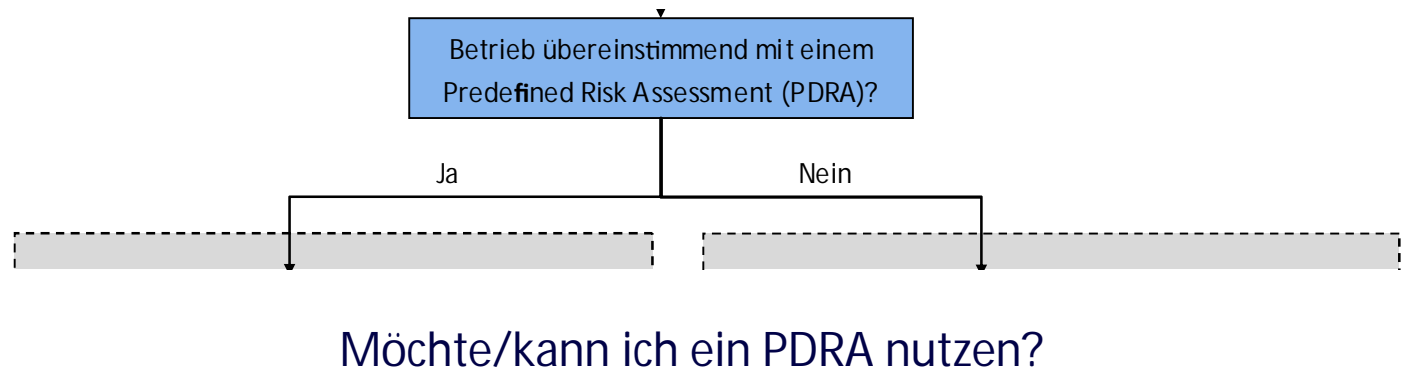 Betrieb übereinstimmend mit einem
Predefined Risk Assessment (PDRA)?
Ja
Nein
Möchte/kann ich ein PDRA nutzen?